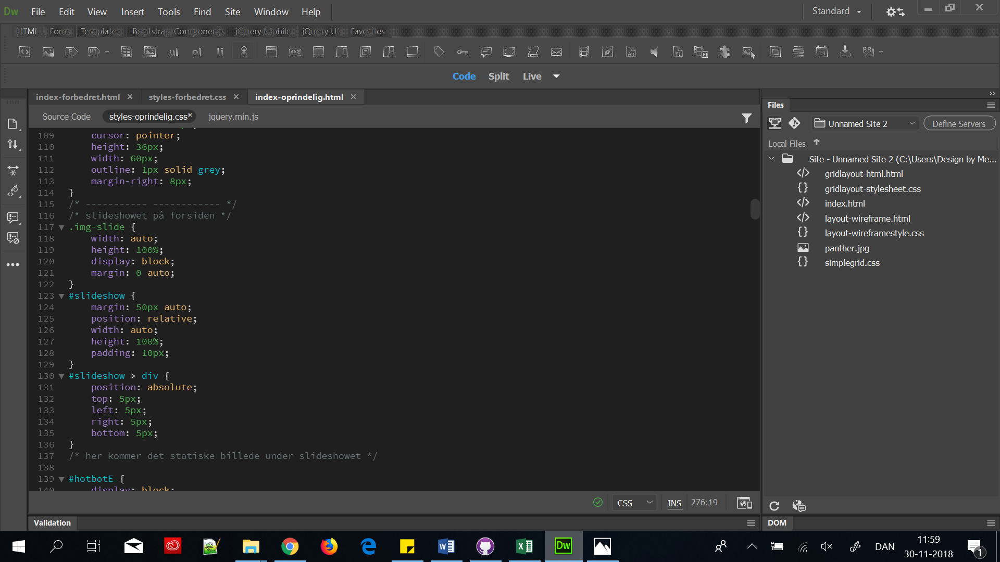 Dw File Edit View Insert Tools Find Site Window Help Standard
HTML Form Templates Bootstrap Components jQuery Mobile jQuery UI Favorites
ul ol li
Code Split Live
index-forbedret.html styles-forbedret.css index-oprindelig.html
Source Code styles-oprindelig.css* jquery.min.js
109 cursor: pointer;
110 height: 36px;
111 width: 60px;
112 outline: 1px solid grey;
113 margin-right: 8px;
114 }
115 /* ----------- ------------ */
116 /* slideshowet på forsiden */
117 .img-slide {
118 width: auto;
119 height: 100%;
120 display: block;
121 margin: 0 auto;
122 }
123 #slideshow {
124 margin: 50px auto;
125 position: relative;
126 width: auto;
127 height: 100%;
128 padding: 10px;
129 }
130 #slideshow > div {
131 position: absolute;
132 top: 5px;
133 left: 5px;
134 right: 5px;
135 bottom: 5px;
136 }
137 /* her kommer det statiske billede under slideshowet */
138
139 #hotbotE {
140 display: block;
CSS INS 276:19
Validation
Files
Unnamed Site 2 Define Servers
Local Files
Site - Unnamed Site 2 (C:\Users\Design by Me...
gridlayout-html.html
gridlayout-stylesheet.css
index.html
layout-wireframe.html
layout-wireframestyle.css
panther.jpg
simplegrid.css
DOM
Dw DAN 11:59
30-11-2018
1